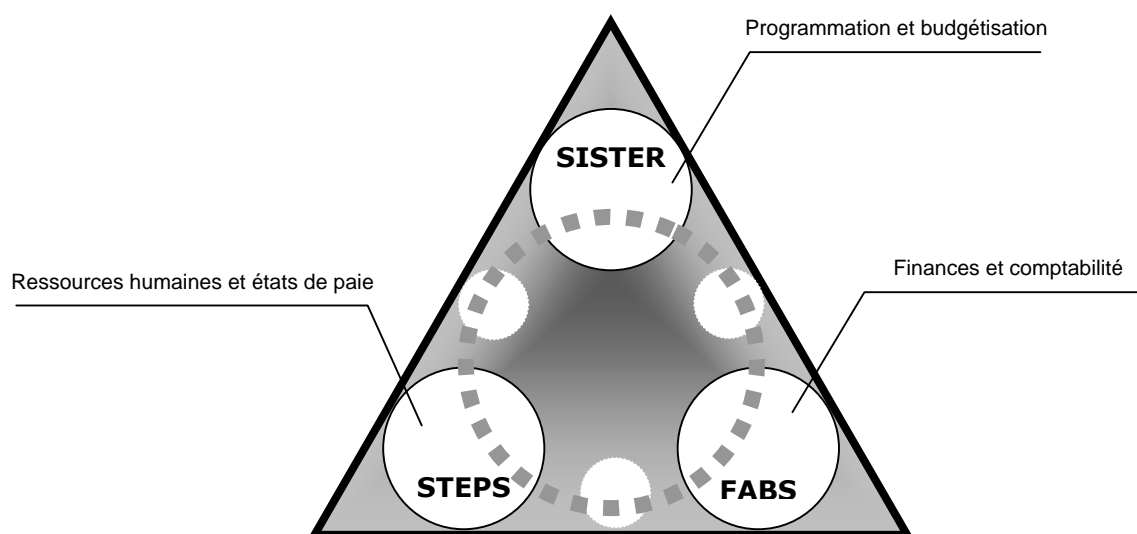 Programmation et budgétisation
SISTER
Ressources humaines et états de paie
Finances et comptabilité
STEPS
FABS